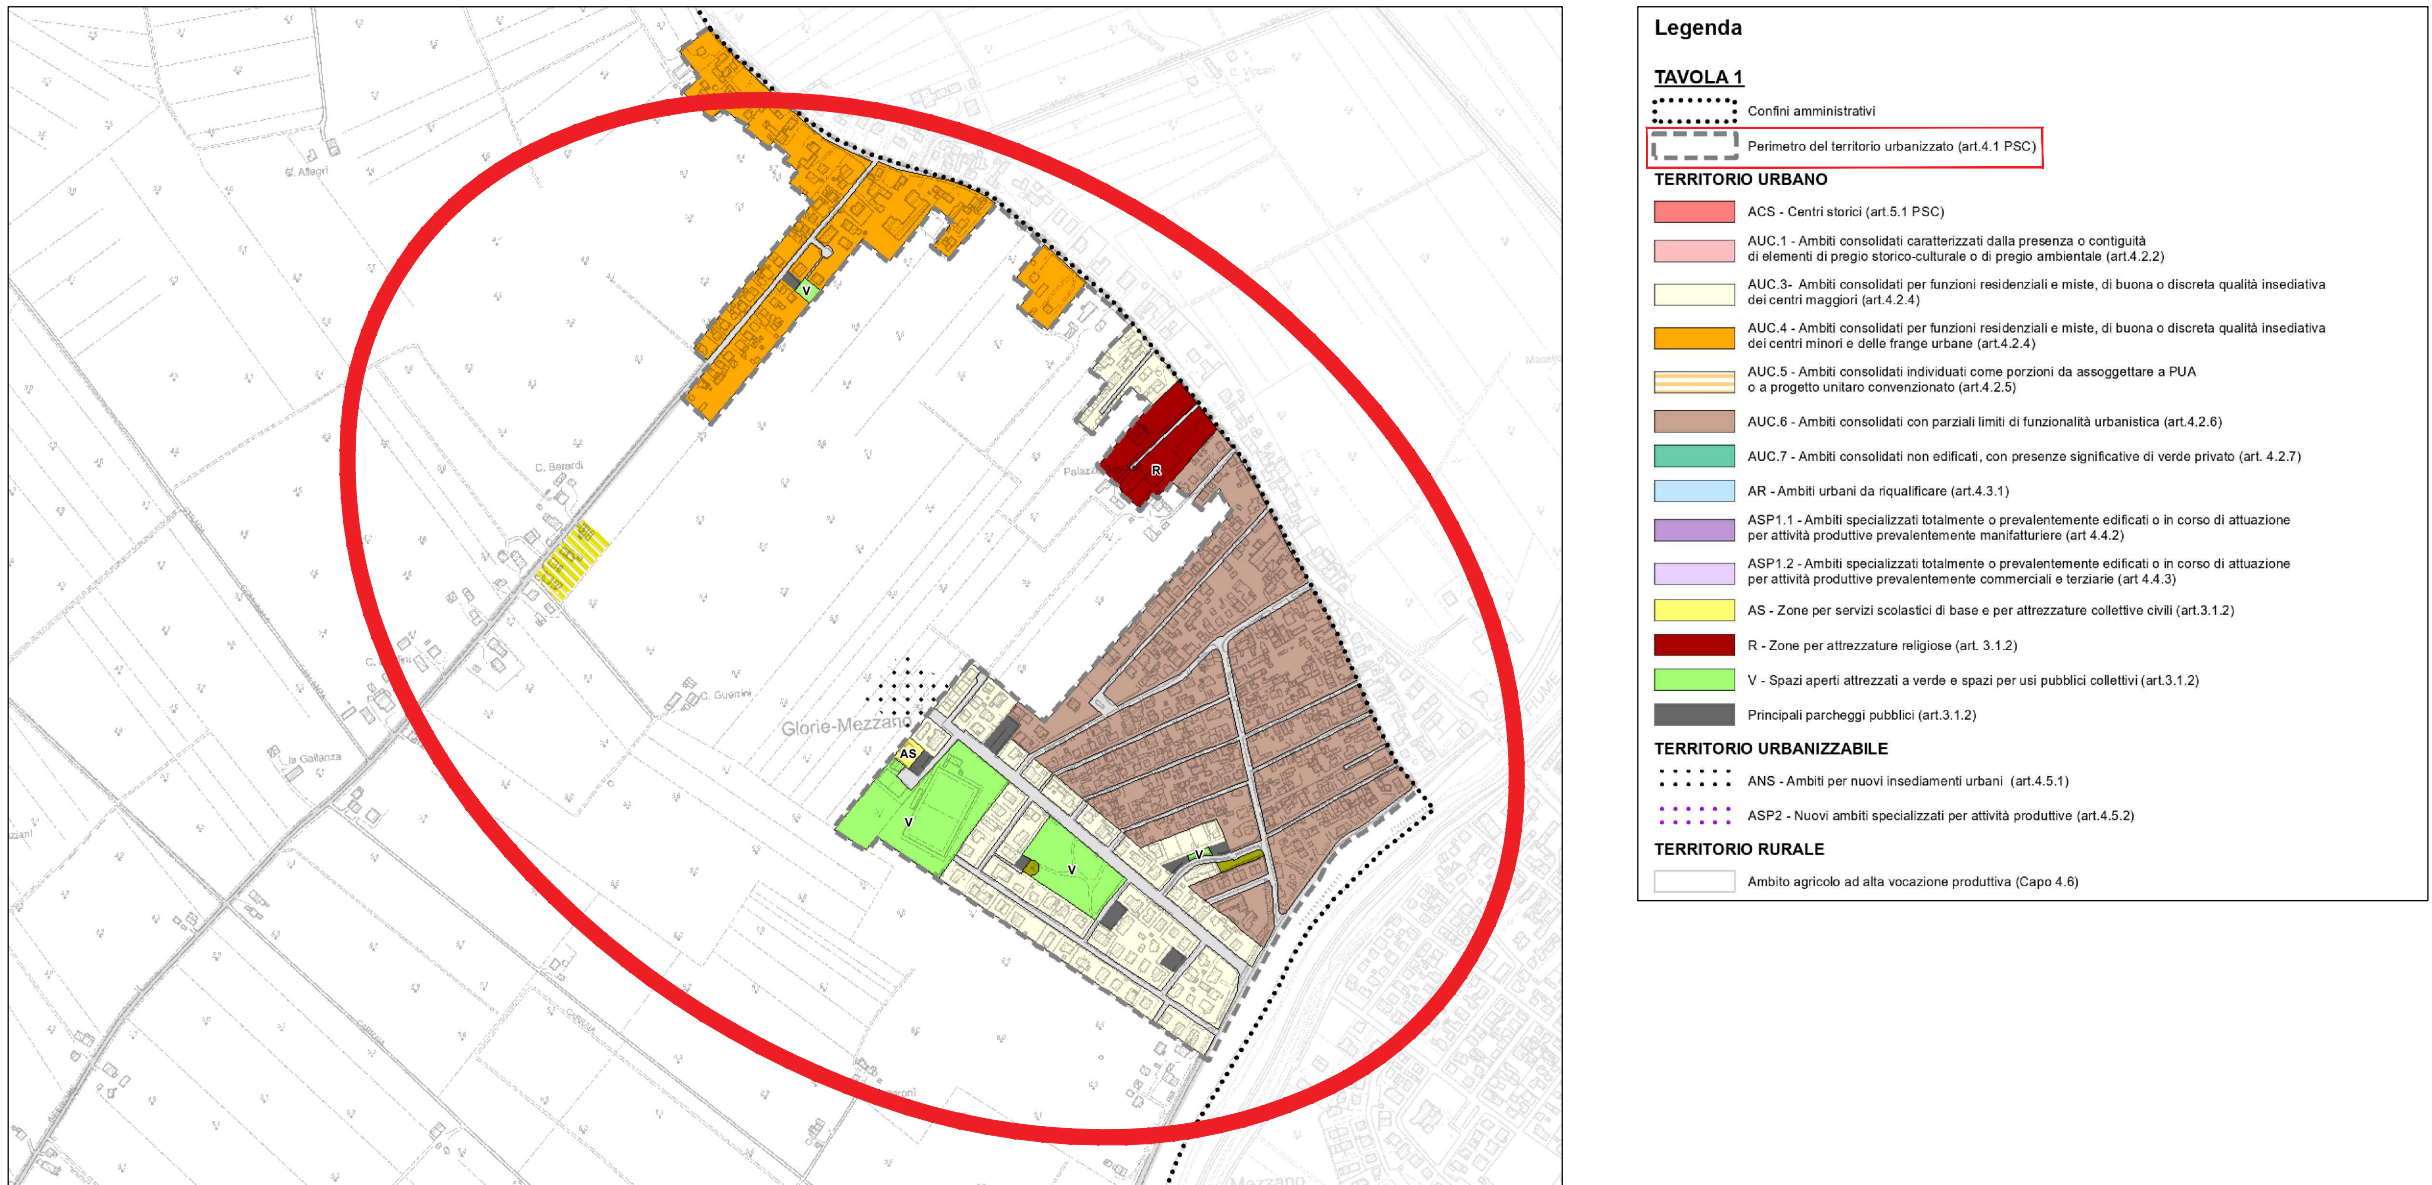 C. Viccari
C. Allegri
V
C. Berardi
R
C. Guerrini
Glorie-Mezzano
AS
la Gallanza
V
V
V
Mezzano
Legenda
TAVOLA 1
Confini amministrativi
Perimetro del territorio urbanizzato (art.4.1 PSC)
TERRITORIO URBANO
ACS - Centri storici (art.5.1 PSC)
AUC.1 - Ambiti consolidati caratterizzati dalla presenza o contiguità
di elementi di pregio storico-culturale o di pregio ambientale (art.4.2.2)
AUC.3- Ambiti consolidati per funzioni residenziali e miste, di buona o discreta qualità insediativa
dei centri maggiori (art.4.2.4)
AUC.4 - Ambiti consolidati per funzioni residenziali e miste, di buona o discreta qualità insediativa
dei centri minori e delle frange urbane (art.4.2.4)
AUC.5 - Ambiti consolidati individuati come porzioni da assoggettare a PUA
o a progetto unitario convenzionato (art.4.2.5)
AUC.6 - Ambiti consolidati con parziali limiti di funzionalità urbanistica (art.4.2.6)
AUC.7 - Ambiti consolidati non edificati, con presenze significative di verde privato (art. 4.2.7)
AR - Ambiti urbani da riqualificare (art.4.3.1)
ASP1.1 - Ambiti specializzati totalmente o prevalentemente edificati o in corso di attuazione
per attività produttive prevalentemente manifatturiere (art 4.4.2)
ASP1.2 - Ambiti specializzati totalmente o prevalentemente edificati o in corso di attuazione
per attività produttive prevalentemente commerciali e terziarie (art 4.4.3)
AS - Zone per servizi scolastici di base e per attrezzature collettive civili (art.3.1.2)
R - Zone per attrezzature religiose (art. 3.1.2)
V - Spazi aperti attrezzati a verde e spazi per usi pubblici collettivi (art.3.1.2)
Principali parcheggi pubblici (art.3.1.2)
TERRITORIO URBANIZZABILE
ANS - Ambiti per nuovi insediamenti urbani (art.4.5.1)
ASP2 - Nuovi ambiti specializzati per attività produttive (art.4.5.2)
TERRITORIO RURALE
Ambito agricolo ad alta vocazione produttiva (Capo 4.6)